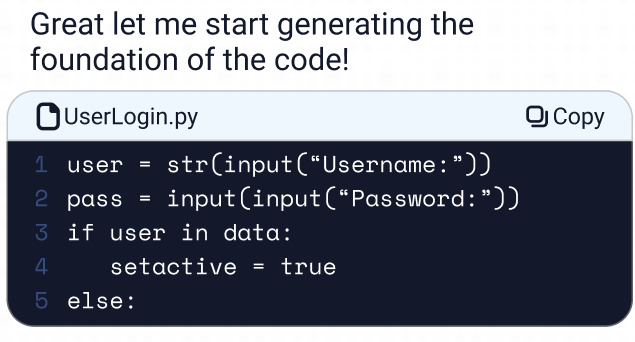 Great let me start generating the
foundation of the code!
UserLogin.py Copy
1 user = str(input(“Username:”))
2 pass = input(input(“Password:”))
3 if user in data:
4 setactive = true
5 else: